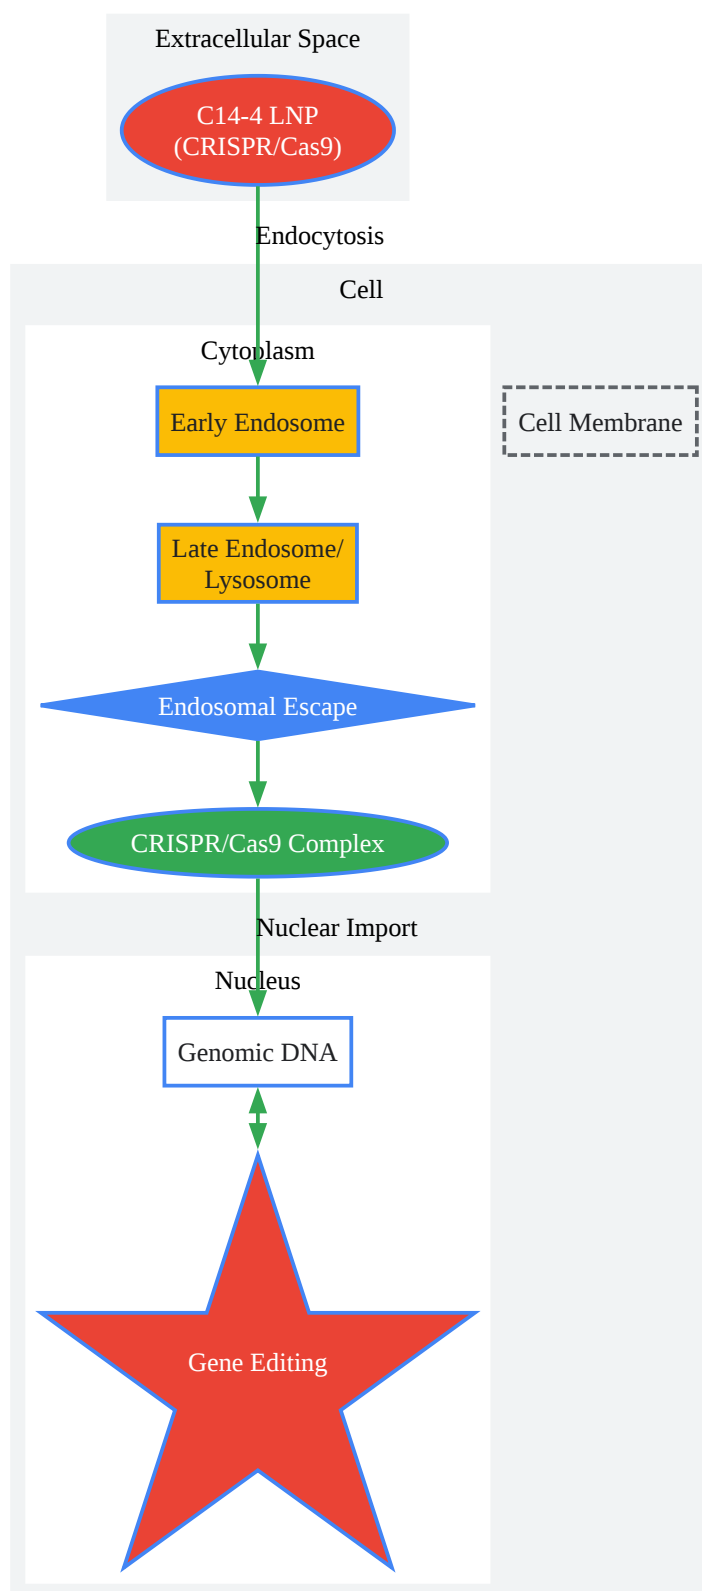 Extracellular Space
C14-4 LNP
(CRISPR/Cas9)
Endocytosis
Cell
Cytoplasm
Early Endosome
Cell Membrane
Late Endosome/
Lysosome
Endosomal Escape
CRISPR/Cas9 Complex
Nuclear Import
Nucleus
Genomic DNA
Gene Editing